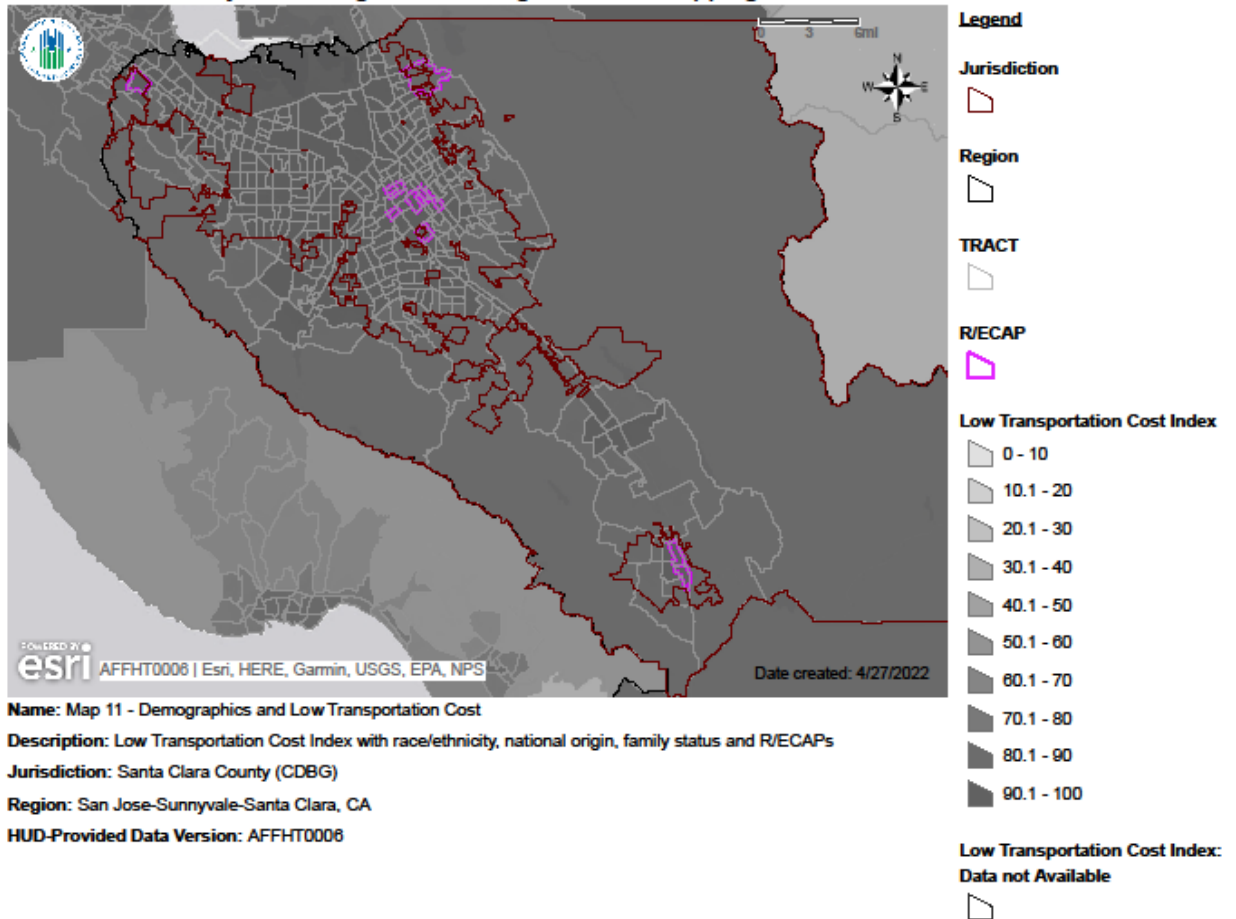 0 3 6mi
N
W E
S
POWERED BY
esri
AFFHT0006 | Esri, HERE, Garmin, USGS, EPA, NPS
Date created: 4/27/2022
Name: Map 11 - Demographics and Low Transportation Cost
Description: Low Transportation Cost Index with race/ethnicity, national origin, family status and R/ECAPs
Jurisdiction: Santa Clara County (CDBG)
Region: San Jose-Sunnyvale-Santa Clara, CA
HUD-Provided Data Version: AFFHT0006
Legend
Jurisdiction
Region
TRACT
R/ECAP
Low Transportation Cost Index
0 - 10
10.1 - 20
20.1 - 30
30.1 - 40
40.1 - 50
50.1 - 60
60.1 - 70
70.1 - 80
80.1 - 90
90.1 - 100
Low Transportation Cost Index:
Data not Available